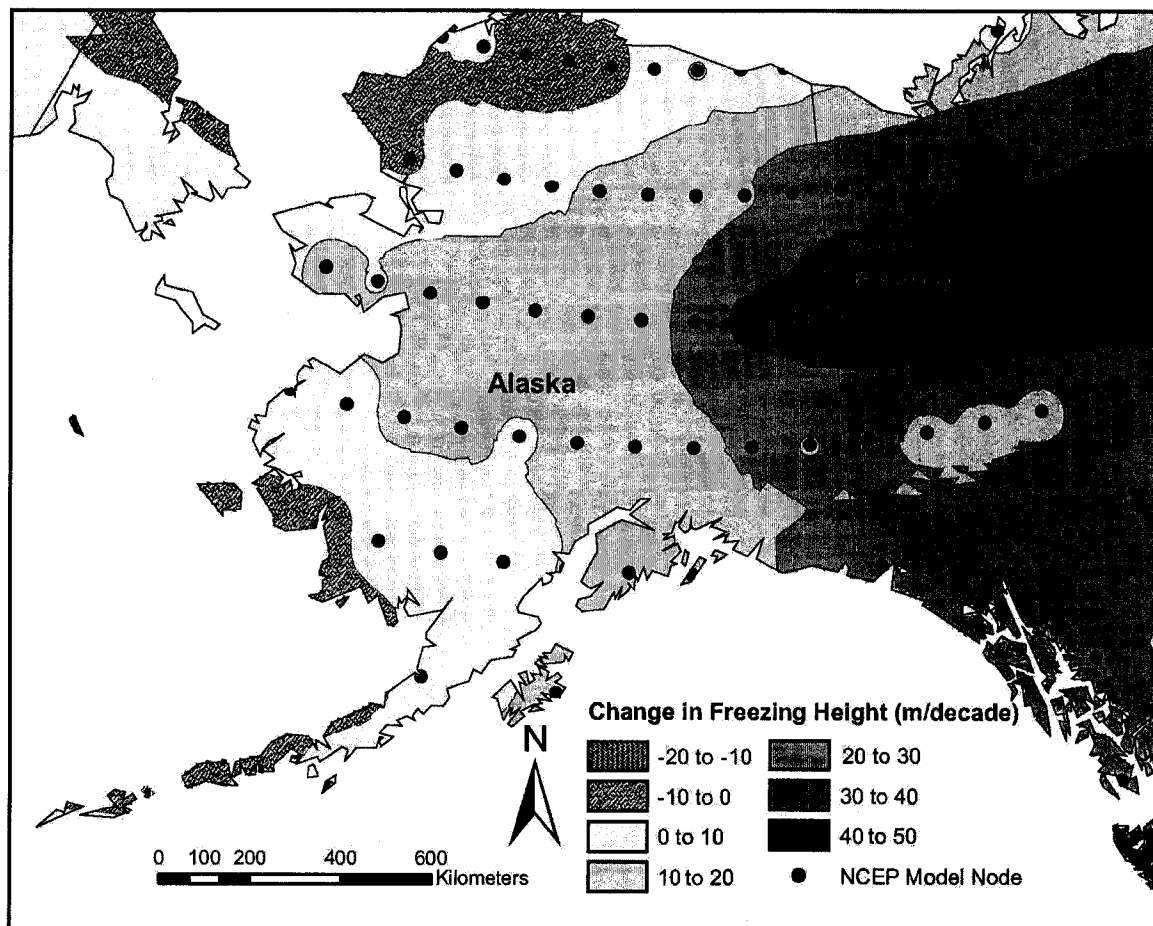 Alaska
Change in Freezing Height (m/decade)
N
-20 to -10
20 to 30
-10 to 0
30 to 40
0 to 10
40 to 50
10 to 20
NCEP Model Node
0 100 200 400 600
Kilometers